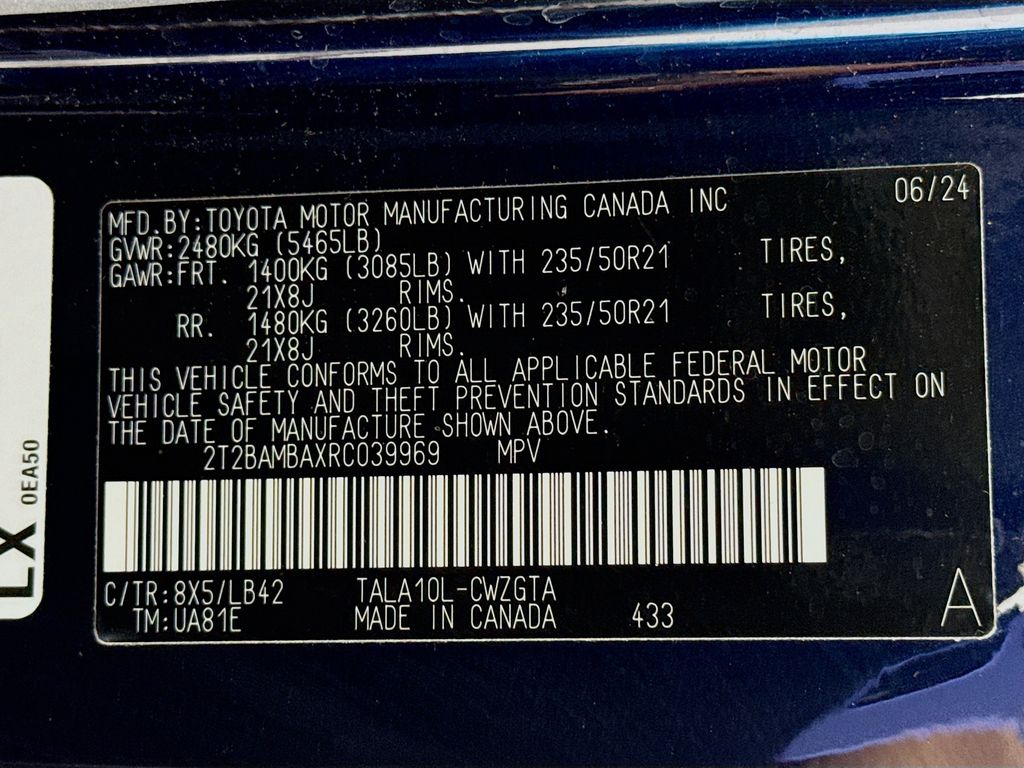 06/24
MFD.BY:TOYOTA MOTOR MANUFACTURING CANADA INC
GVWR:2480KG (5465LB)
GAWR:FRT. 1400KG (3085LB) WITH 235/50R21 TIRES,
21X8J RIMS.
RR. 1480KG (3260LB) WITH 235/50R21 TIRES,
21X8J RIMS.
THIS VEHICLE CONFORMS TO ALL APPLICABLE FEDERAL MOTOR
VEHICLE SAFETY AND THEFT PREVENTION STANDARDS IN EFFECT ON
THE DATE OF MANUFACTURE SHOWN ABOVE.
2T2BAMBAXRC039969 MPV
C/TR:8X5/LB42 TALA10L-CWZGTA
TM:UA81E MADE IN CANADA 433
A
LX 0EA50